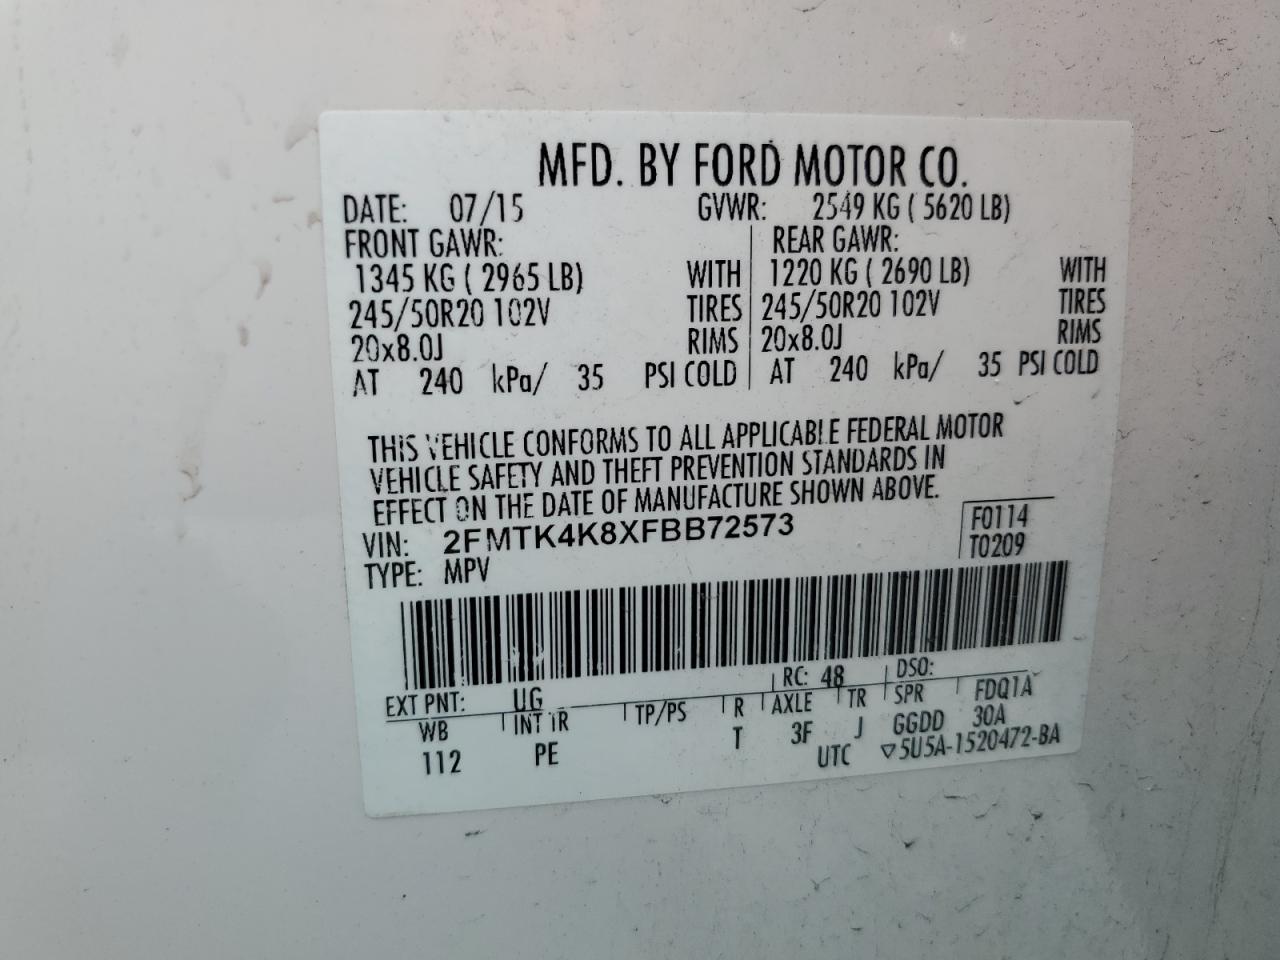 MFD. BY FORD MOTOR CO.
DATE: 07/15 GVWR: 2549 KG ( 5620 LB)
FRONT GAWR: REAR GAWR:
1345 KG ( 2965 LB) WITH 1220 KG ( 2690 LB) WITH
245/50R20 102V TIRES 245/50R20 102V TIRES
20x8.0J RIMS 20x8.0J RIMS
AT 240 kPa/ 35 PSI COLD AT 240 kPa/ 35 PSI COLD
THIS VEHICLE CONFORMS TO ALL APPLICABLE FEDERAL MOTOR
VEHICLE SAFETY AND THEFT PREVENTION STANDARDS IN
EFFECT ON THE DATE OF MANUFACTURE SHOWN ABOVE.
VIN: 2FMTK4K8XFBB72573 F0114
TYPE: MPV T0209
EXT PNT: UG RC: 48 DSO:
WB INT TR TP/PS R AXLE TR SPR FDQ1A
112 PE T 3F J GGDD 30A
UTC ▽5U5A-1520472-BA